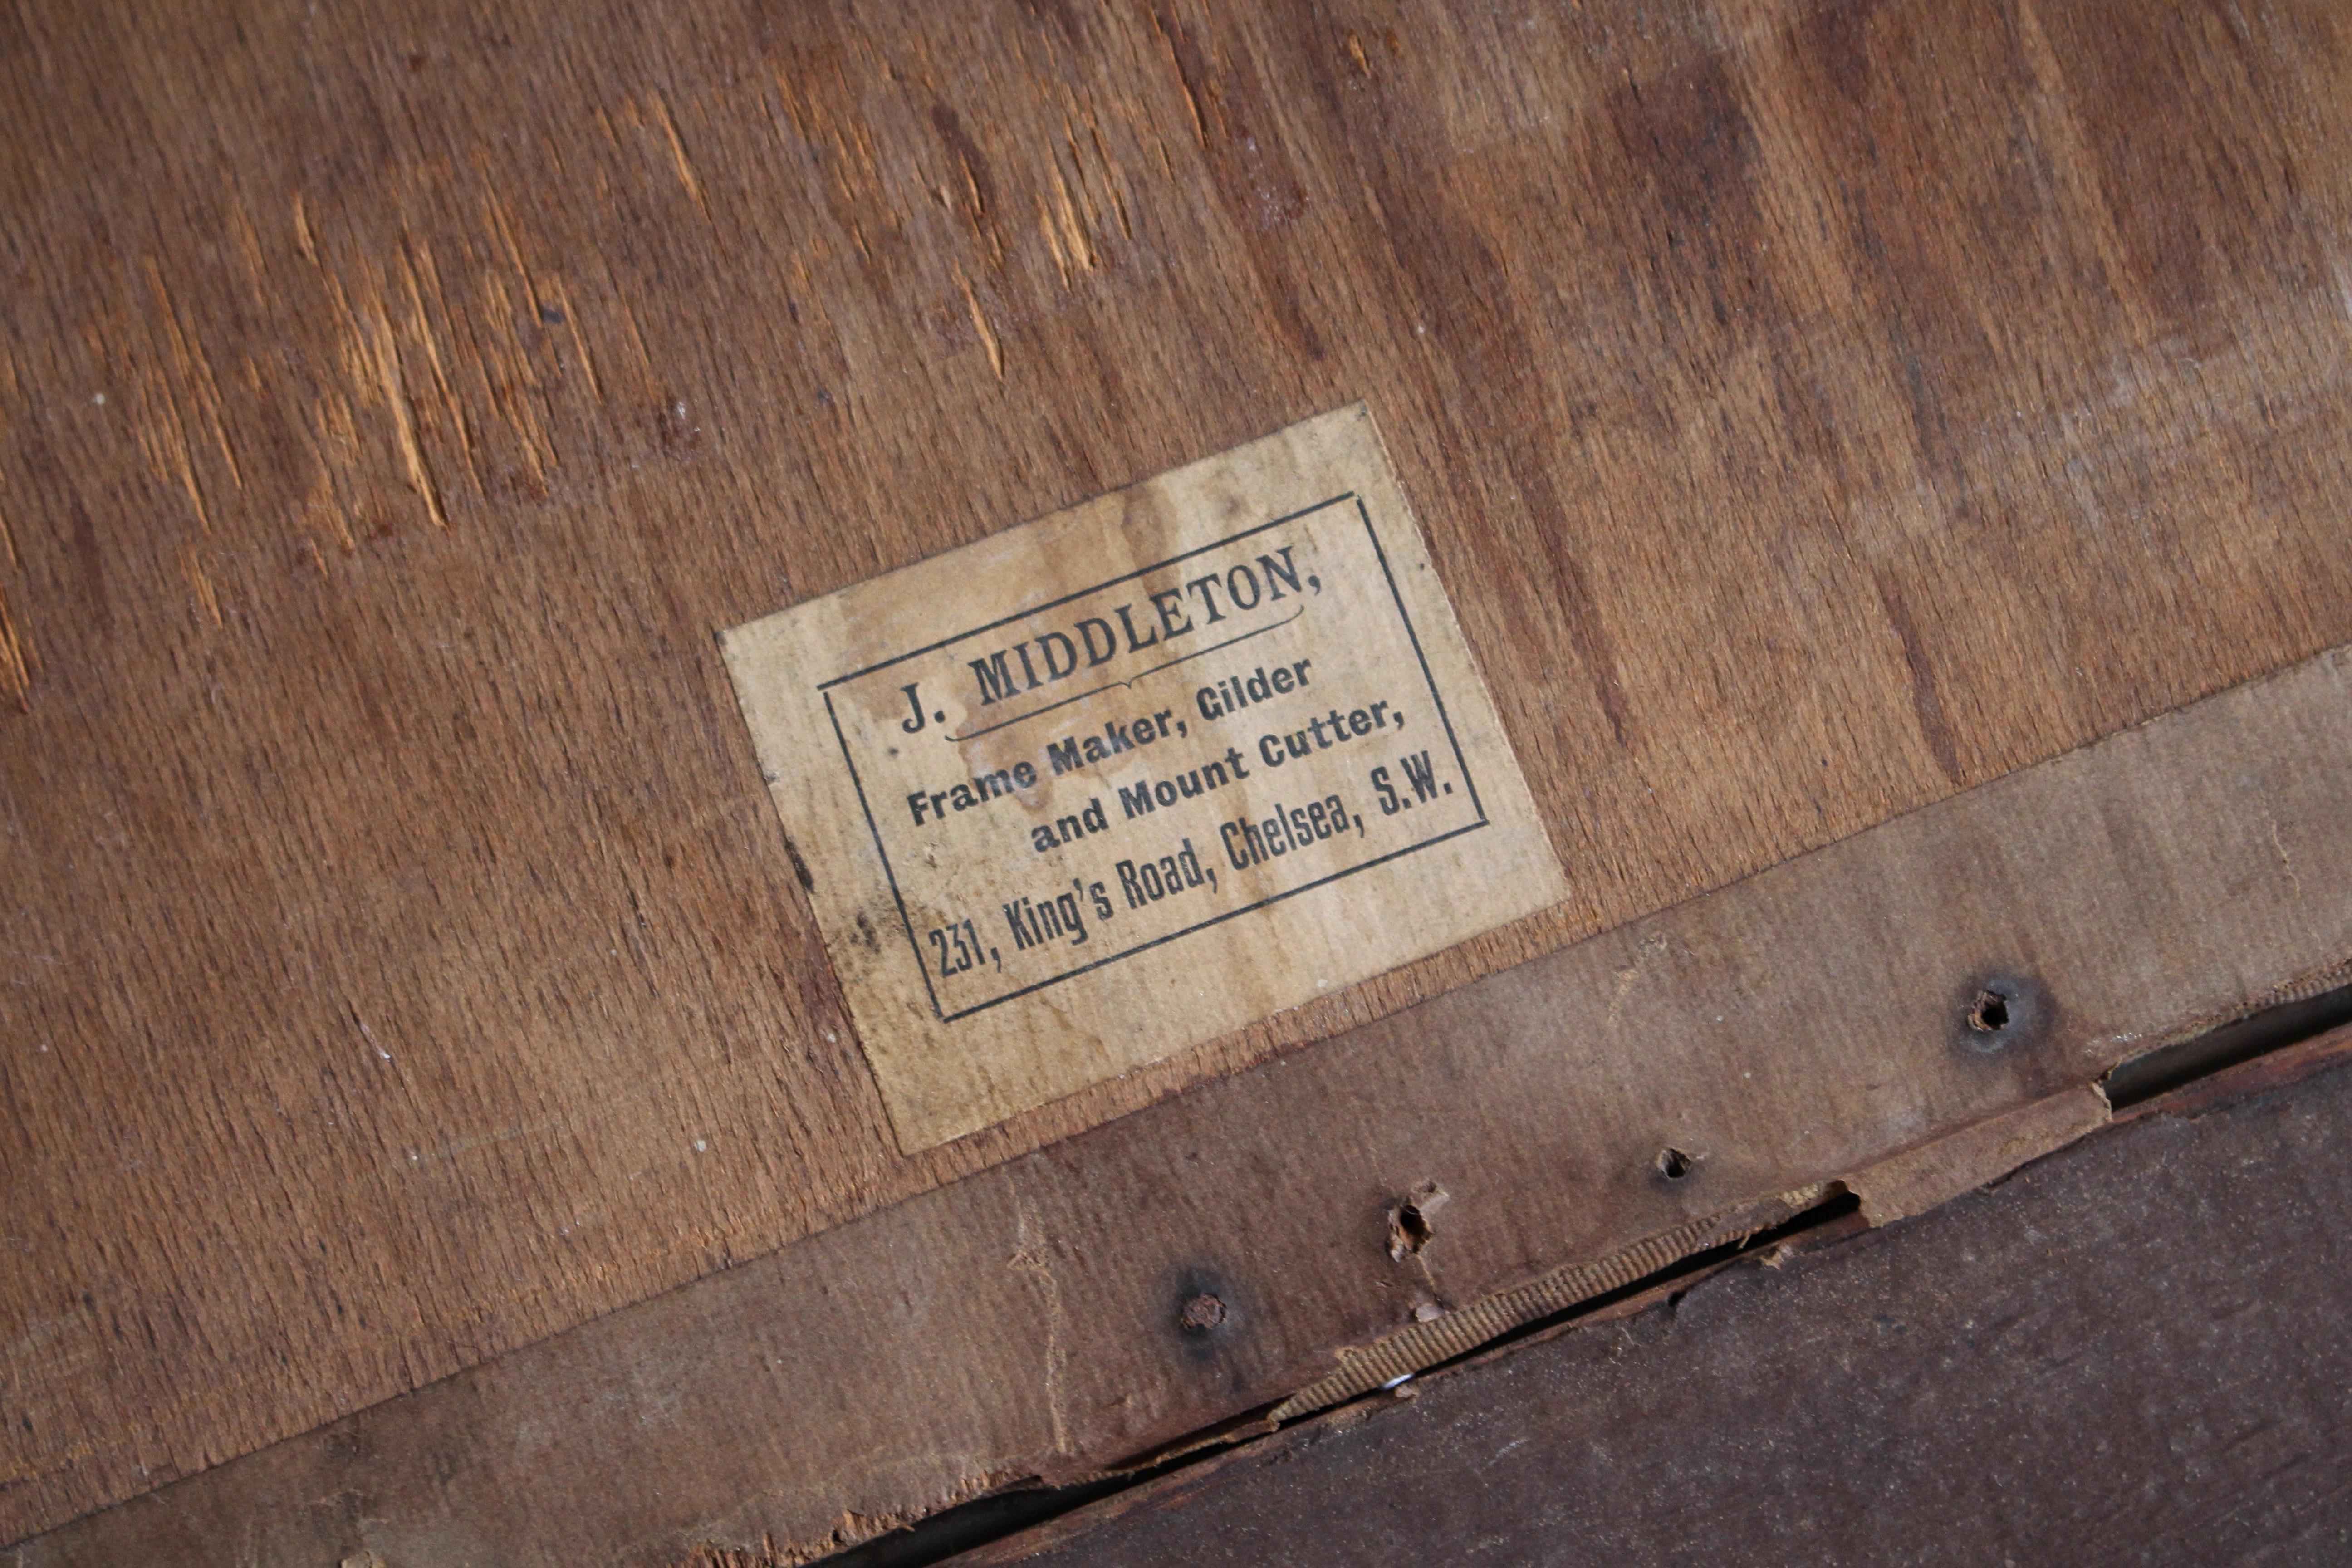 J. MIDDLETON,
Frame Maker, Gilder
and Mount Cutter,
231, King's Road, Chelsea, S.W.